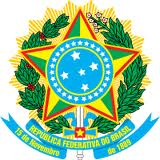 REPÚBLICA FEDERATIVA DO BRASIL
15 de Novembro
de 1889